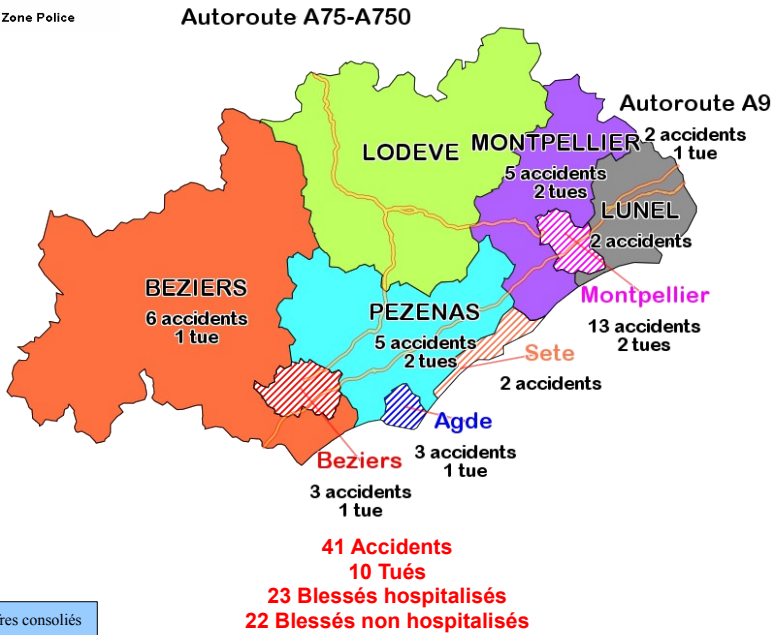 Zone Police
Autoroute A75-A750
Autoroute A9
2 accidents
1 tue
LODEVE
MONTPELLIER
5 accidents
2 tues
LUNEL
2 accidents
BEZIERS
6 accidents
1 tue
PEZENAS
5 accidents
2 tues
Montpellier
13 accidents
2 tues
Sete
2 accidents
Agde
3 accidents
1 tue
Beziers
3 accidents
1 tue
41 Accidents
10 Tués
23 Blessés hospitalisés
22 Blessés non hospitalisés
consoliés